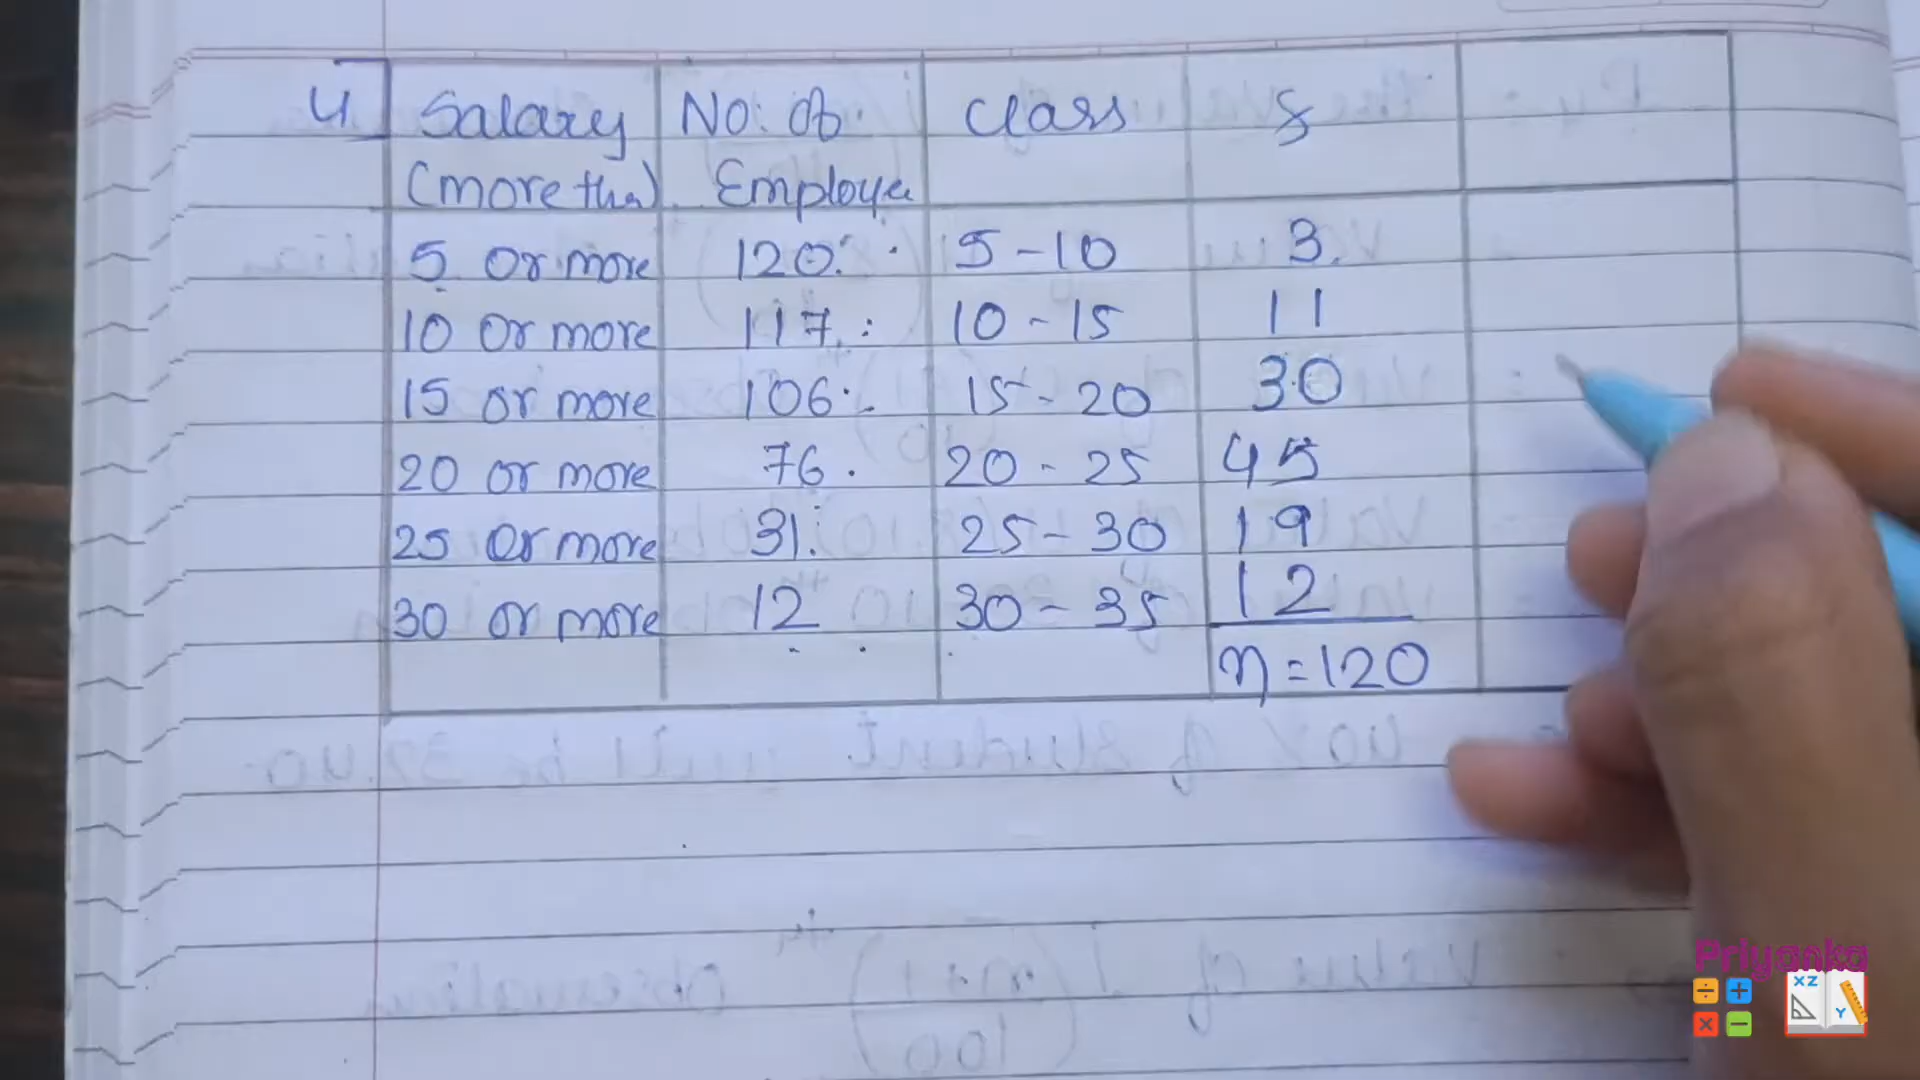 4 Salary No. of Class f
(more than) Employee
5 or more 120 5-10 3
10 or more 117 10-15 11
15 or more 106 15-20 30
20 or more 76 20-25 45
25 or more 31 25-30 19
30 or more 12 30-35 12
n=120
Priyanka
XZ
Y